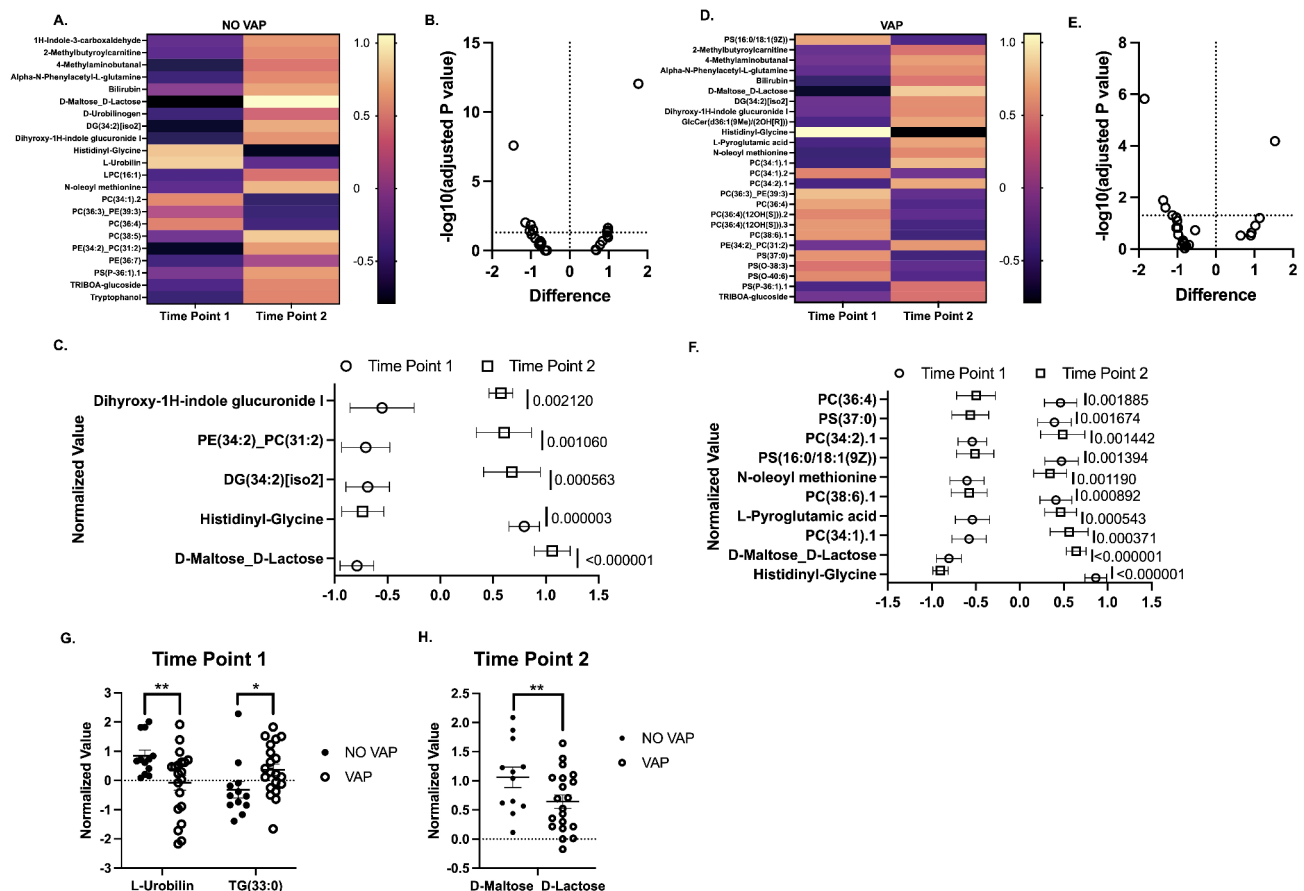 A.
NO VAP
1H-Indole-3-carboxaldehyde
2-Methylbutyroylcarnitine
4-Methylaminobutanal
Alpha-N-Phenylacetyl-L-glutamine
Bilirubin
D-Maltose_D-Lactose
D-Urobilinogen
DG(34:2)[iso2]
Dihyroxy-1H-indole glucuronide I
Histidinyl-Glycine
L-Urobilin
LPC(16:1)
N-oleoyl methionine
PC(34:1).2
PC(36:3)_PE(39:3)
PC(36:4)
PC(38:5)
PE(34:2)_PC(31:2)
PE(36:7)
PS(P-36:1).1
TRIBOA-glucoside
Tryptophanol
Time Point 1 Time Point 2
1.0
0.5
0
-0.5
B.
-log10(adjusted P value)
15
10
5
0
-2 -1 0 1 2
Difference
D.
VAP
PS(16:0/18:1(9Z))
2-Methylbutyroylcarnitine
4-Methylaminobutanal
Alpha-N-Phenylacetyl-L-glutamine
Bilirubin
D-Maltose_D-Lactose
DG(34:2)[iso2]
Dihyroxy-1H-indole glucuronide I
GlcCer(d36:1(9Me)/(2OH[R]))
Histidinyl-Glycine
L-Pyroglutamic acid
N-oleoyl methionine
PC(34:1).1
PC(34:1).2
PC(34:2).1
PC(36:3)_PE(39:3)
PC(36:4)
PC(36:4)(12OH[S])).2
PC(36:4)(12OH[S])).3
PC(38:6).1
PE(34:2)_PC(31:2)
PS(37:0)
PS(O-38:3)
PS(O-40:6)
PS(P-36:1).1
TRIBOA-glucoside
Time Point 1 Time Point 2
1.0
0.5
0
-0.5
E.
-log10(adjusted P value)
8
6
4
2
0
-2 -1 0 1 2
Difference
C.
Time Point 1 Time Point 2
Normalized Value
Dihyroxy-1H-indole glucuronide I 0.002120
PE(34:2)_PC(31:2) 0.001060
DG(34:2)[iso2] 0.000563
Histidinyl-Glycine 0.000003
D-Maltose_D-Lactose <0.000001
-1.0 -0.5 0.0 0.5 1.0 1.5
F.
Time Point 1 Time Point 2
Normalized Value
PC(36:4) 0.001885
PS(37:0) 0.001674
PC(34:2).1 0.001442
PS(16:0/18:1(9Z)) 0.001394
N-oleoyl methionine 0.001190
PC(38:6).1 0.000892
L-Pyroglutamic acid 0.000543
PC(34:1).1 0.000371
D-Maltose_D-Lactose <0.000001
Histidinyl-Glycine <0.000001
-1.5 -1.0 -0.5 0.0 0.5 1.0 1.5
G.
Time Point 1
Normalized Value
3
2
1
0
-1
-2
-3
** *
L-Urobilin TG(33:0)
NO VAP
VAP
H.
Time Point 2
Normalized Value
2.5
2.0
1.5
1.0
0.5
0.0
-0.5
**
D-Maltose D-Lactose
NO VAP
VAP